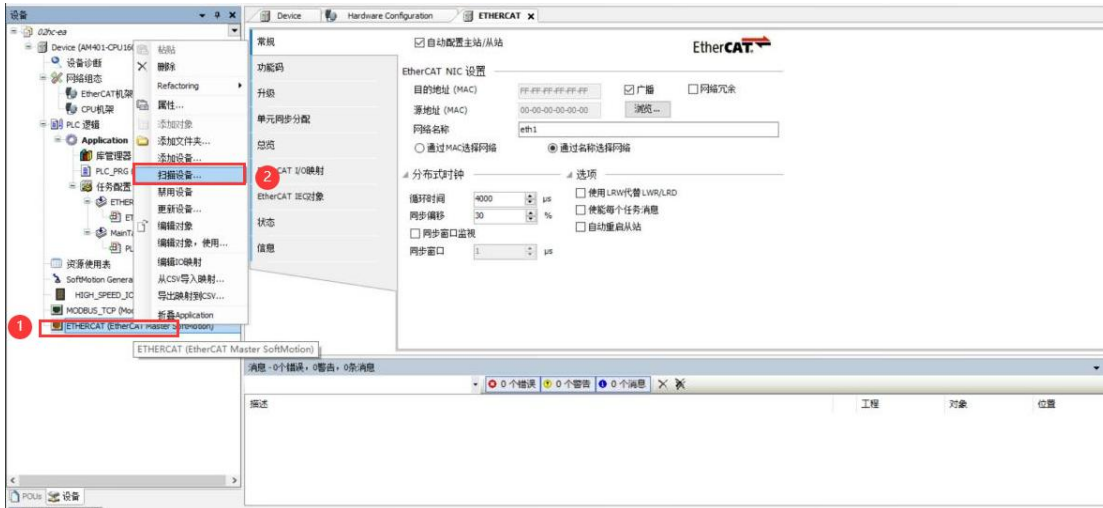 设备
02hc-ea
Device (AM401-CPU16
设备诊断
网络组态
EtherCAT机架
CPU机架
PLC 逻辑
Application
库管理器
PLC_PRG
任务配置
ETHER
ET
MainT
PL
资源使用表
SoftMotion Genera
HIGH_SPEED_IO
MODBUS_TCP (Mod
ETHERCAT (EtherCAT Master SoftMotion)
1
粘贴
删除
Refactoring
属性...
添加对象
添加文件夹...
添加设备...
扫描设备...
2
禁用设备
更新设备...
编辑对象
编辑对象，使用...
编辑IO映射
从CSV导入映射...
导出映射到CSV...
折叠Application
ETHERCAT (EtherCAT Master SoftMotion)
POUs
设备
Device
Hardware Configuration
ETHERCAT
常规
功能码
升级
单元同步分配
总览
CAT I/O映射
EtherCAT IEC对象
状态
信息
自动配置主站/从站
EtherCAT.
EtherCAT NIC 设置
目的地址 (MAC)
FF-FF-FF-FF-FF-FF
广播
网络冗余
源地址 (MAC)
00-00-00-00-00-00
浏览...
网络名称
eth1
通过MAC选择网络
通过名称选择网络
分布式时钟
选项
循环时间
4000
μs
使用LRW代替LWR/LRD
同步偏移
30
%
使能每个任务消息
同步窗口监视
自动重启从站
同步窗口
1
μs
消息 - 0个错误，0警告，0条消息
0 个错误
0 个警告
0 个消息
描述
工程
对象
位置